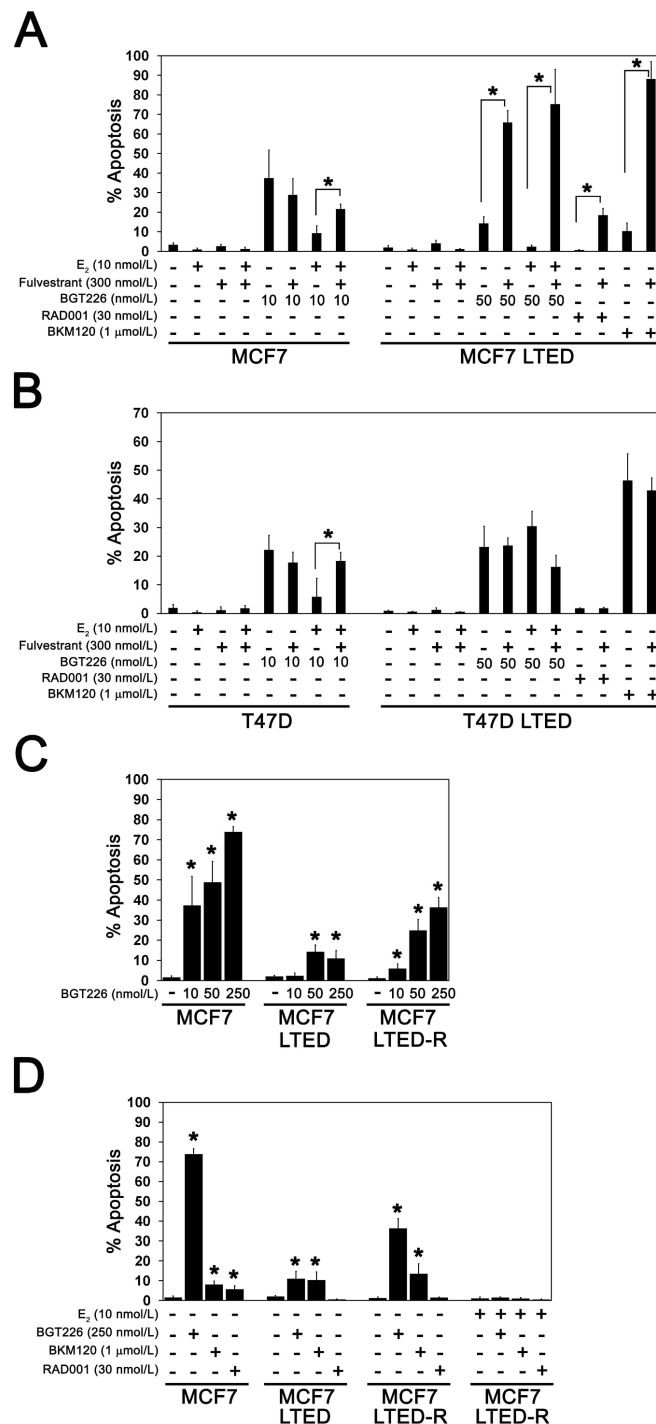 A
% Apoptosis
100
90
80
70
60
50
40
30
20
10
0
* * * * *
E₂ (10 nmol/L) - + - + - - + + - + - + - - + + - - - -
Fulvestrant (300 nmol/L) - - + + - + - + - - + + - + - + - + - +
BGT226 (nmol/L) - - - - 10 10 10 10 - - - - 50 50 50 50 - - - -
RAD001 (30 nmol/L) - - - - - - - - - - - - - - - - + + - -
BKM120 (1 μmol/L) - - - - - - - - - - - - - - - - - - + +
MCF7 MCF7 LTED
B
% Apoptosis
70
60
50
40
30
20
10
0
*
E₂ (10 nmol/L) - + - + - - + + - + - + - - + + - - - -
Fulvestrant (300 nmol/L) - - + + - + - + - - + + - + - + - + - +
BGT226 (nmol/L) - - - - 10 10 10 10 - - - - 50 50 50 50 - - - -
RAD001 (30 nmol/L) - - - - - - - - - - - - - - - - + + - -
BKM120 (1 μmol/L) - - - - - - - - - - - - - - - - - - + +
T47D T47D LTED
C
% Apoptosis
100
90
80
70
60
50
40
30
20
10
0
* * * * * * * *
BGT226 (nmol/L) - 10 50 250 - 10 50 250 - 10 50 250
MCF7 MCF7 MCF7
LTED LTED-R
D
% Apoptosis
100
90
80
70
60
50
40
30
20
10
0
* * * * * * *
E₂ (10 nmol/L) - - - - - - - - - - - - + + + +
BGT226 (250 nmol/L) - + - - - + - - - + - - - + - -
BKM120 (1 μmol/L) - - + - - - + - - - + - - - + -
RAD001 (30 nmol/L) - - - + - - - + - - - + - - - +
MCF7 MCF7 MCF7 MCF7
LTED LTED-R LTED-R